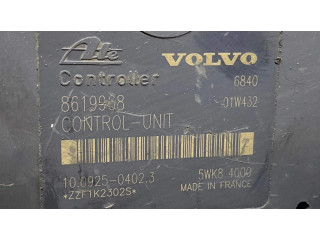 Ate VOLVO
Controller 6840
8619968 01W432
CONTROL-UNIT
10.0925-0402.3 5WK8 4000
*ZZF1K2302S* MADE IN FRANCE